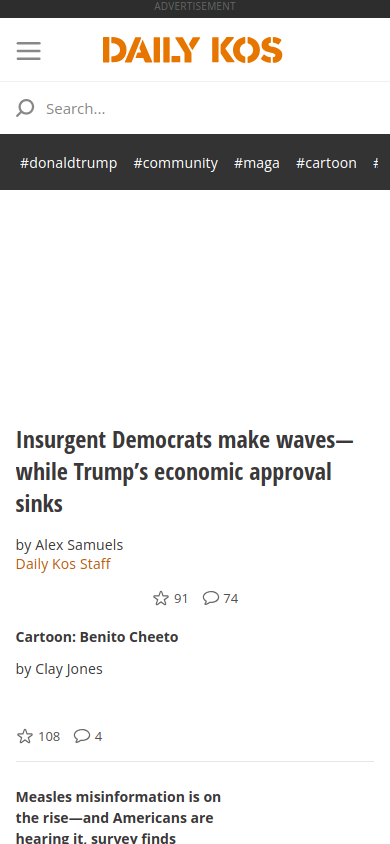 ADVERTISEMENT
DAILY KOS
Search...
#donaldtrump #community #maga #cartoon #
Insurgent Democrats make waves—
while Trump’s economic approval
sinks
by Alex Samuels
Daily Kos Staff
91 74
Cartoon: Benito Cheeto
by Clay Jones
108 4
Measles misinformation is on
the rise—and Americans are
hearing it, survey finds